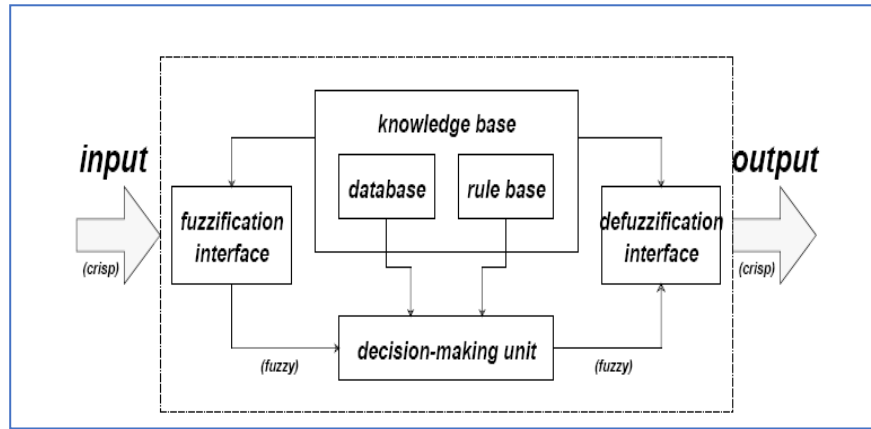 knowledge base
input
output
database
rule base
fuzzification
interface
defuzzification
interface
(crisp)
(crisp)
decision-making unit
(fuzzy)
(fuzzy)